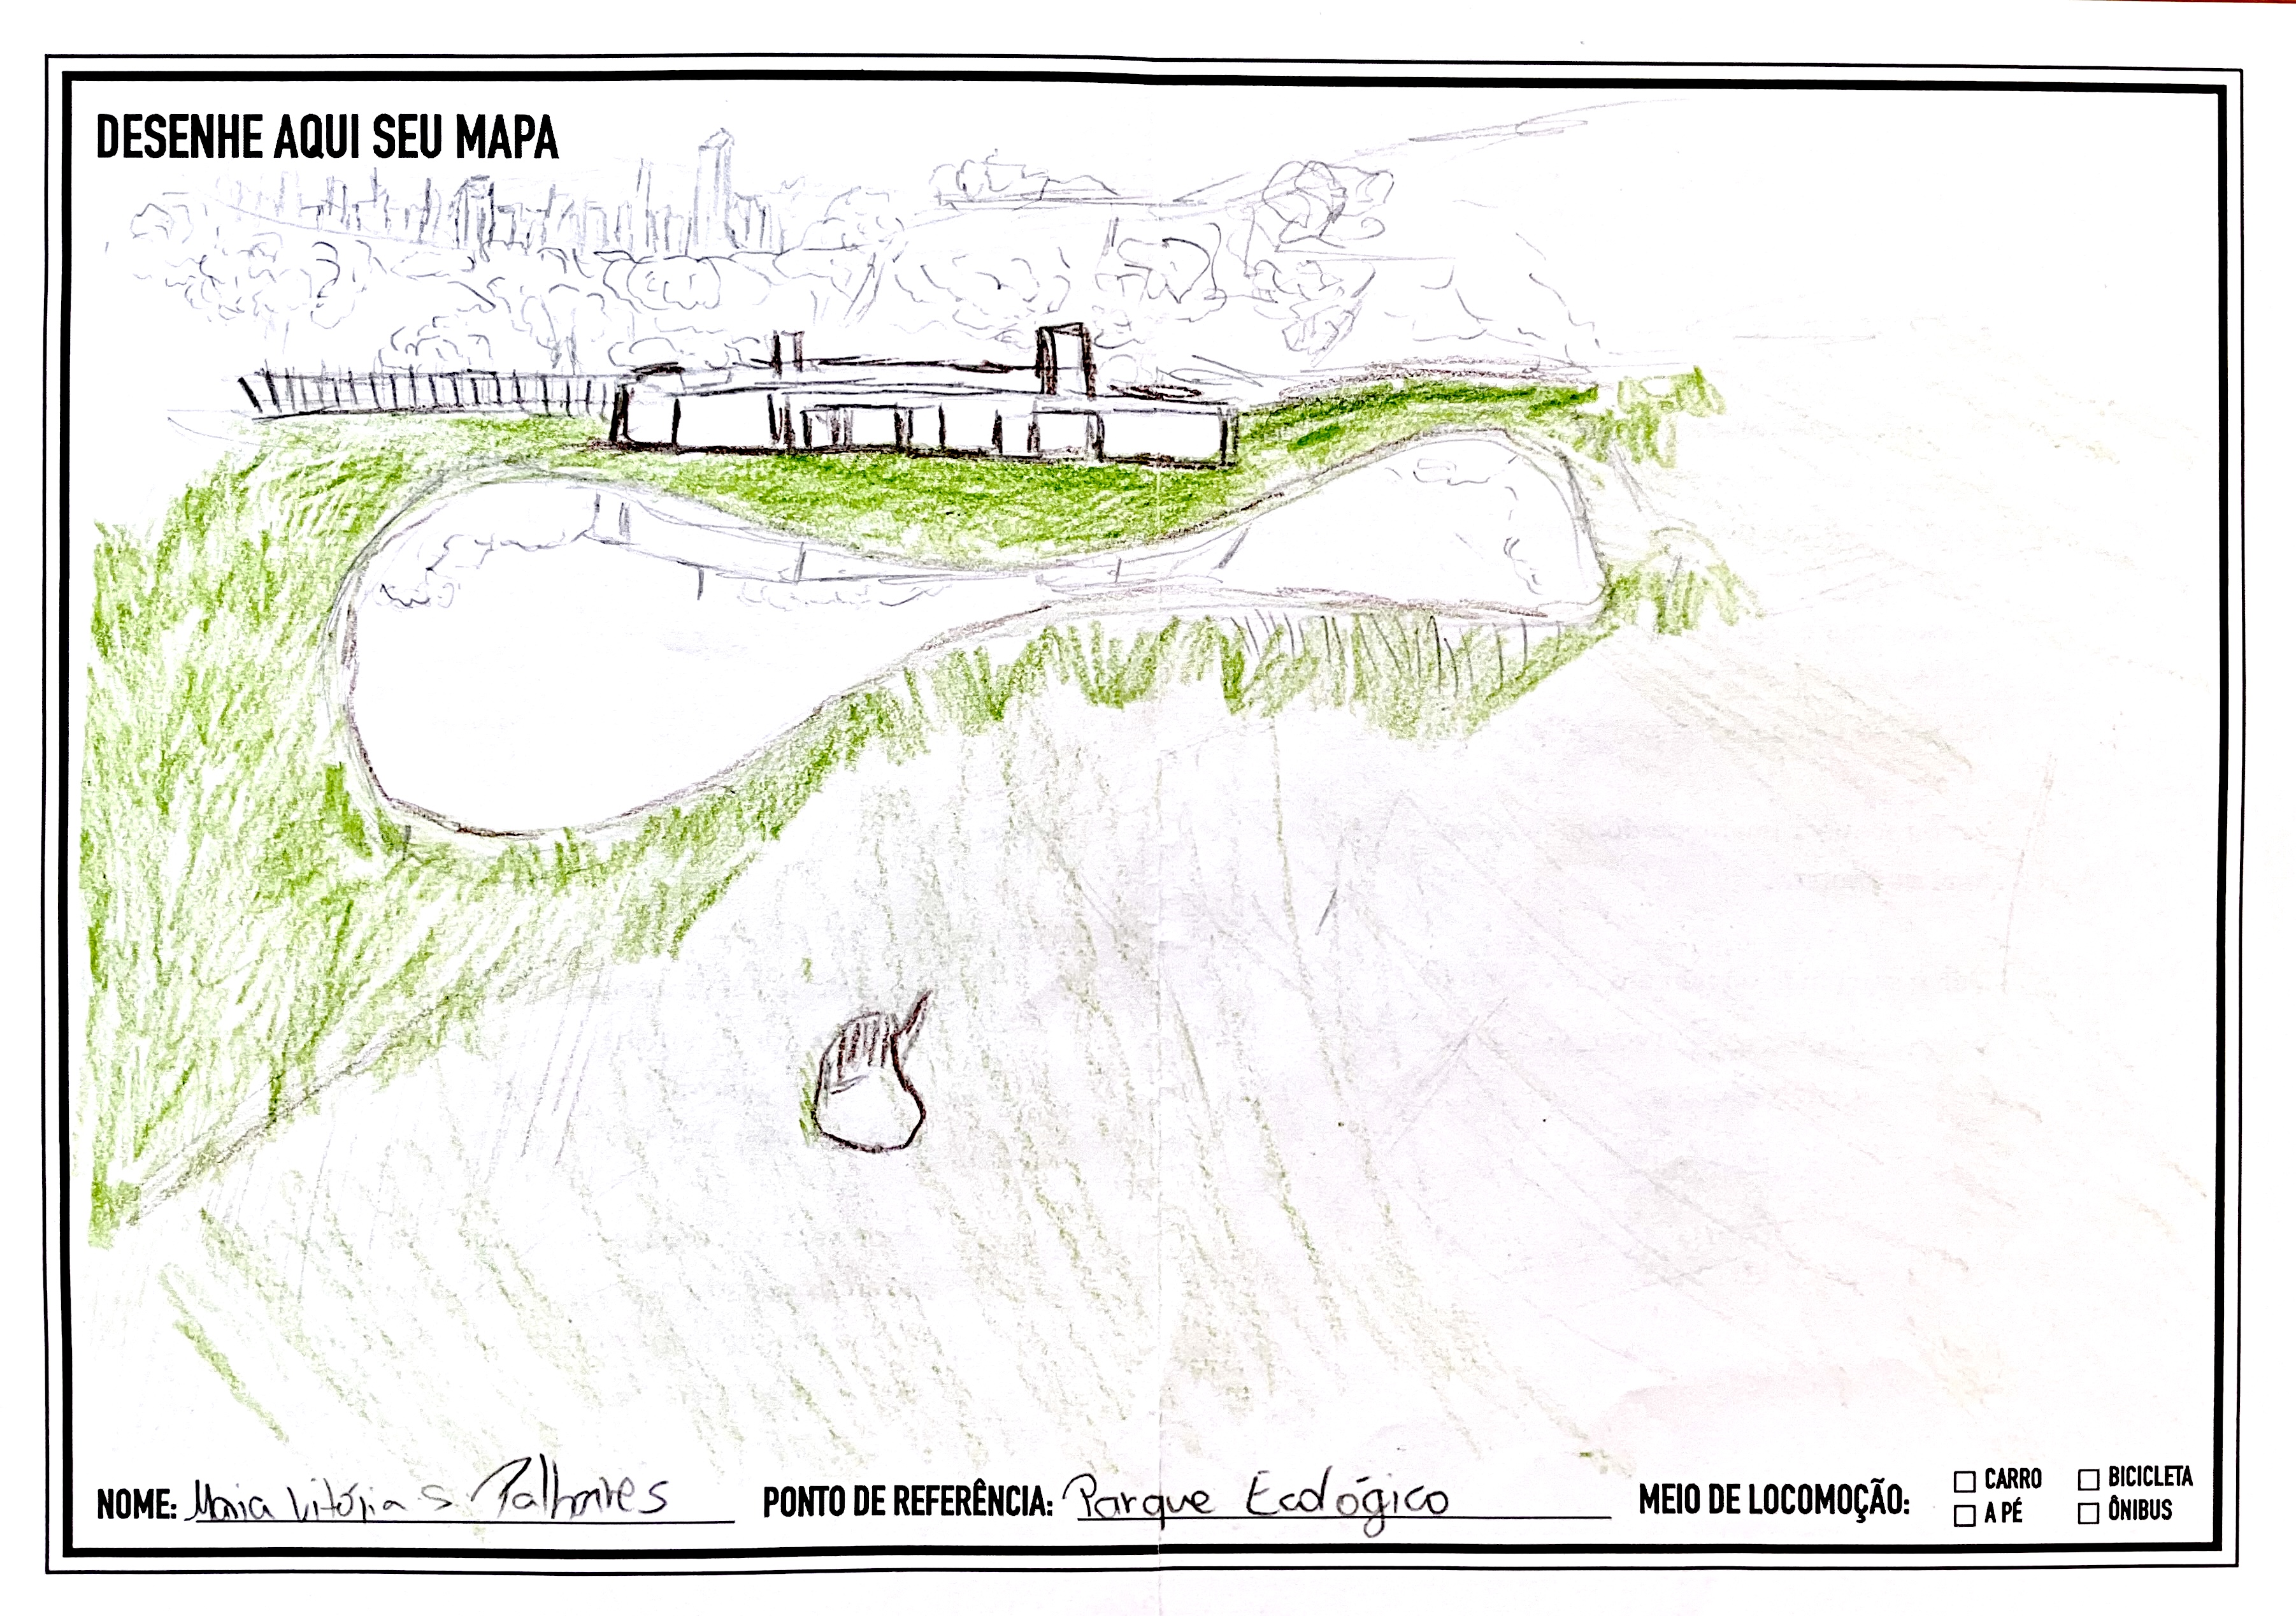 DESENHE AQUI SEU MAPA
NOME: Maria Vitória S Palhares
PONTO DE REFERÊNCIA: Parque Ecológico
MEIO DE LOCOMOÇÃO:
☐ CARRO ☐ BICICLETA
☐ A PÉ ☐ ÔNIBUS